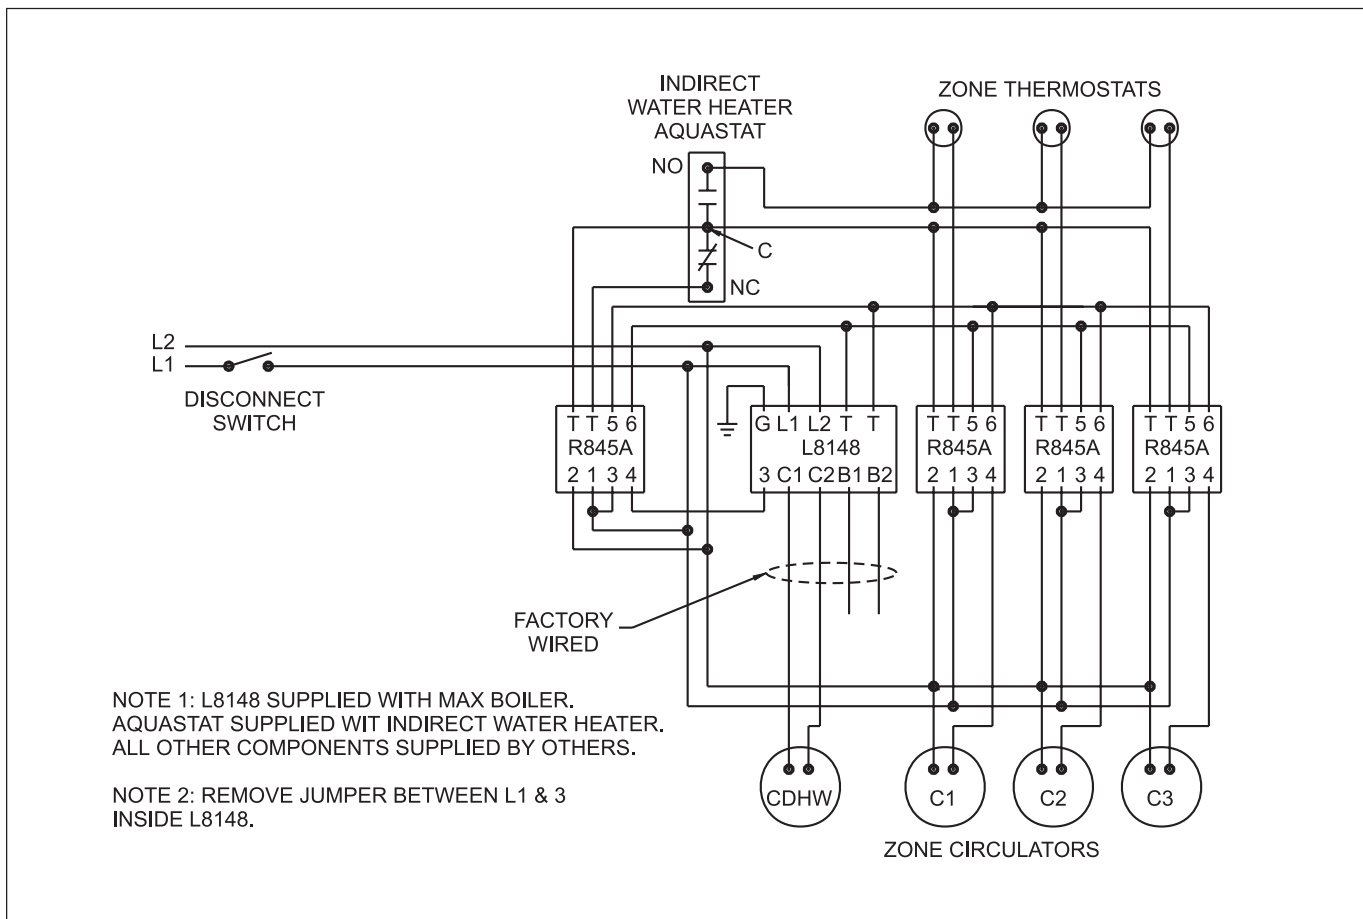 INDIRECT
WATER HEATER
AQUASTAT
ZONE THERMOSTATS
NO
C
NC
L2
L1
DISCONNECT
SWITCH
T T 5 6
R845A
2 1 3 4
G L1 L2 T T
L8148
3 C1 C2 B1 B2
T T 5 6
R845A
2 1 3 4
T T 5 6
R845A
2 1 3 4
T T 5 6
R845A
2 1 3 4
FACTORY
WIRED
NOTE 1: L8148 SUPPLIED WITH MAX BOILER.
AQUASTAT SUPPLIED WIT INDIRECT WATER HEATER.
ALL OTHER COMPONENTS SUPPLIED BY OTHERS.
NOTE 2: REMOVE JUMPER BETWEEN L1 & 3
INSIDE L8148.
CDHW
C1
C2
C3
ZONE CIRCULATORS